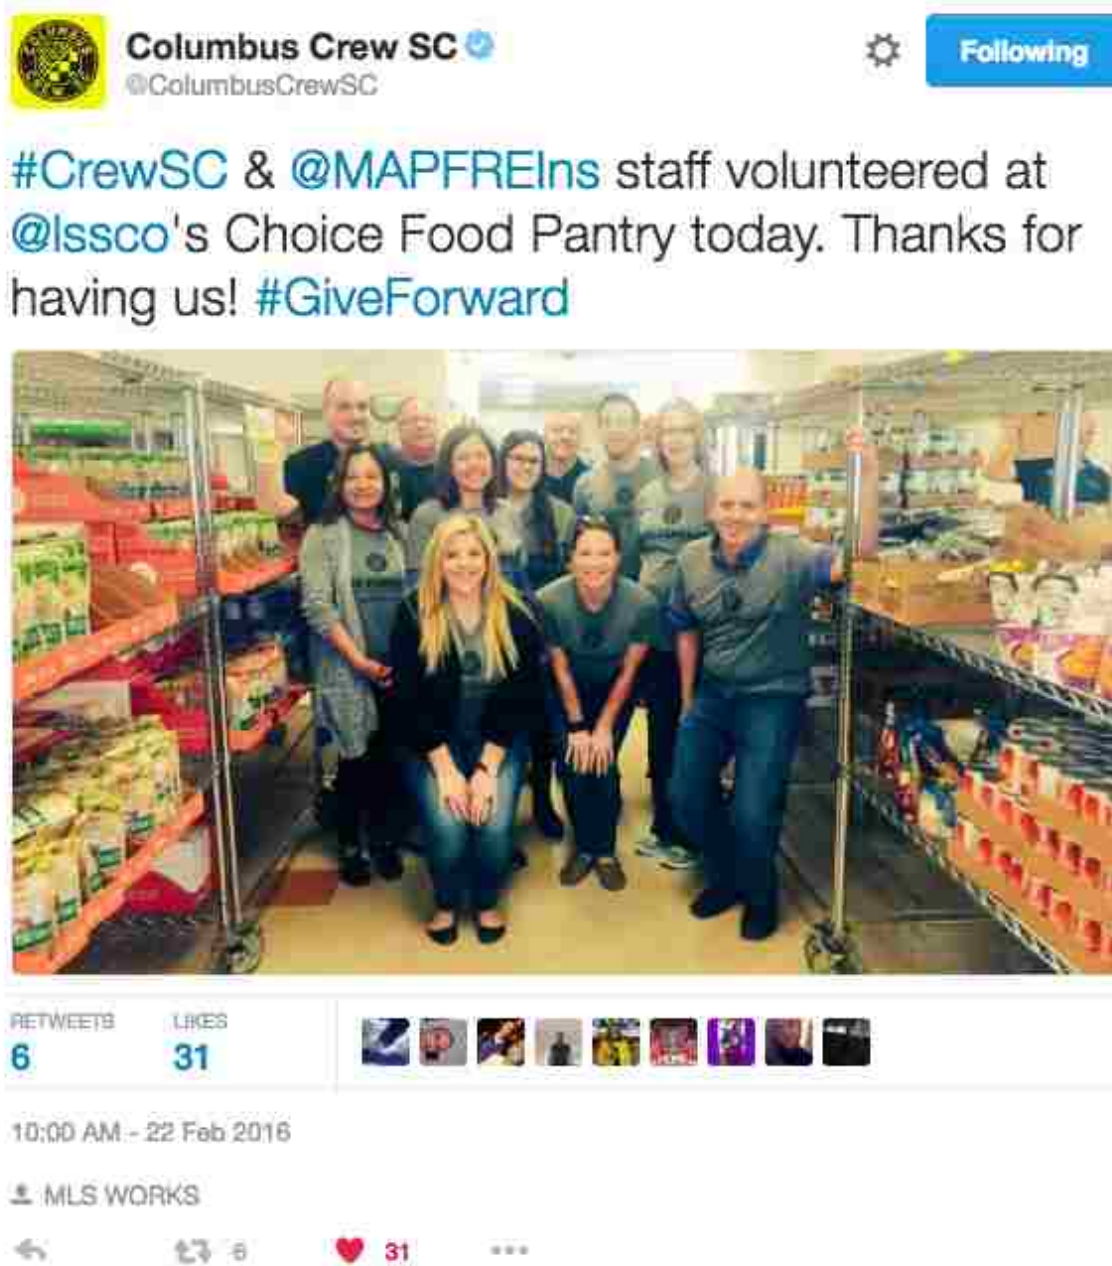 Columbus Crew SC
@ColumbusCrewSC
Following
#CrewSC & @MAPFREIns staff volunteered at
@lssco's Choice Food Pantry today. Thanks for
having us! #GiveForward
RETWEETS LIKES
6 31
10:00 AM - 22 Feb 2016
MLS WORKS
6 31